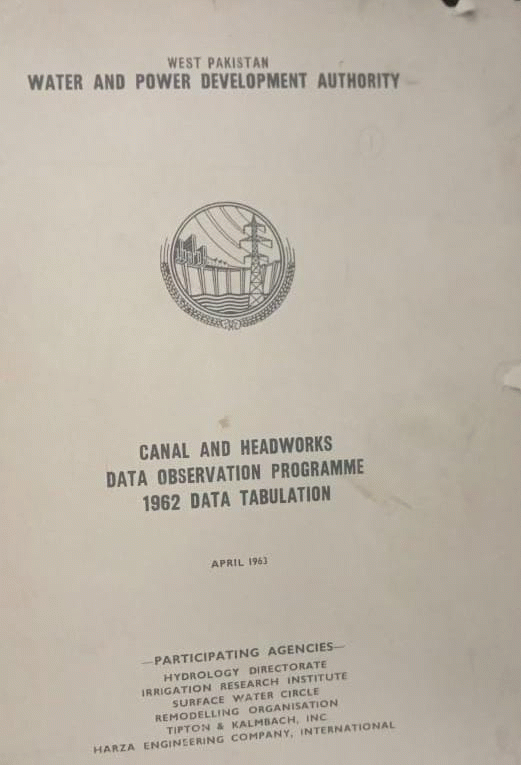 WEST PAKISTAN
WATER AND POWER DEVELOPMENT AUTHORITY
CANAL AND HEADWORKS
DATA OBSERVATION PROGRAMME
1962 DATA TABULATION
APRIL 1963
—PARTICIPATING AGENCIES—
HYDROLOGY DIRECTORATE
IRRIGATION RESEARCH INSTITUTE
SURFACE WATER CIRCLE
REMODELLING ORGANISATION
TIPTON & KALMBACH, INC
HARZA ENGINEERING COMPANY, INTERNATIONAL